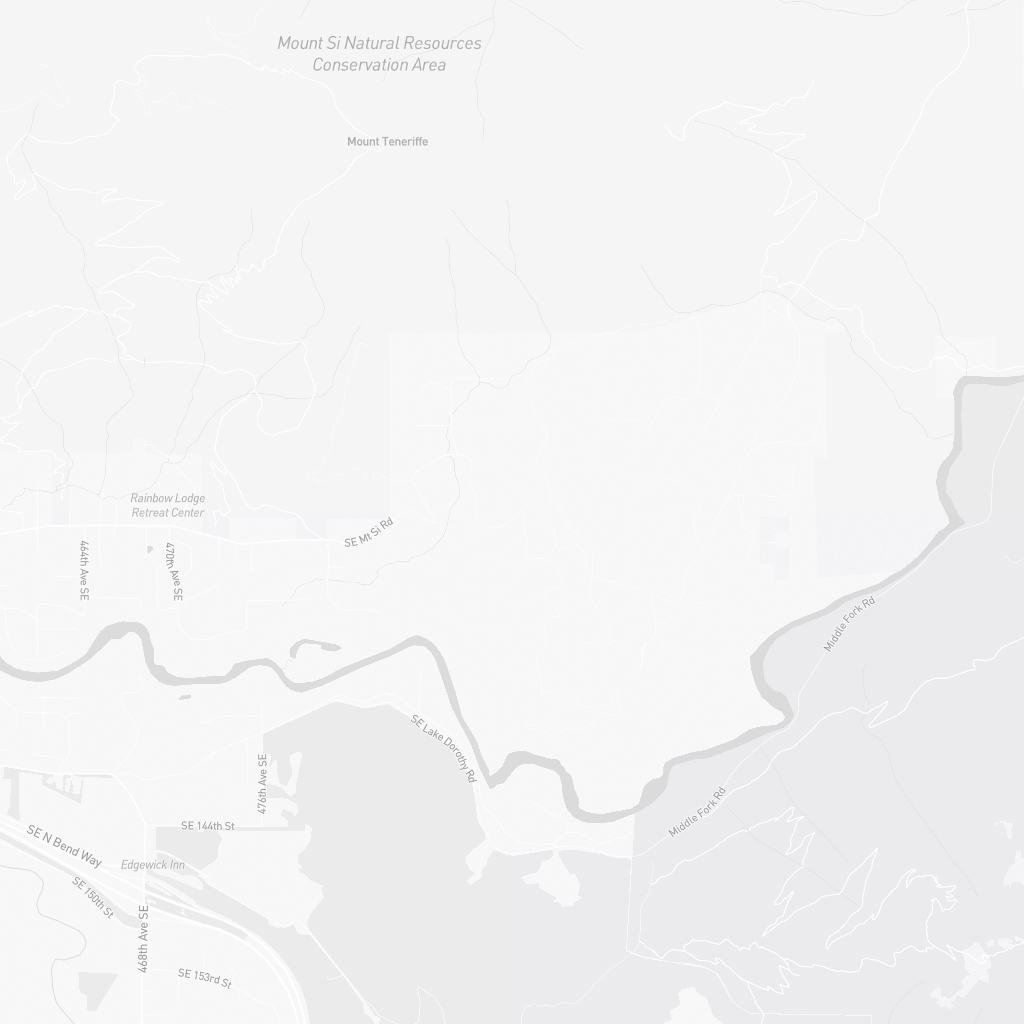 Mount Si Natural Resources
Conservation Area
Mount Teneriffe
Rainbow Lodge
Retreat Center
SE Mt Si Rd
464th Ave SE
470th Ave SE
Middle Fork Rd
SE Lake Dorothy Rd
476th Ave SE
Middle Fork Rd
SE 144th St
SE N Bend Way
Edgewick Inn
SE 150th St
468th Ave SE
SE 153rd St